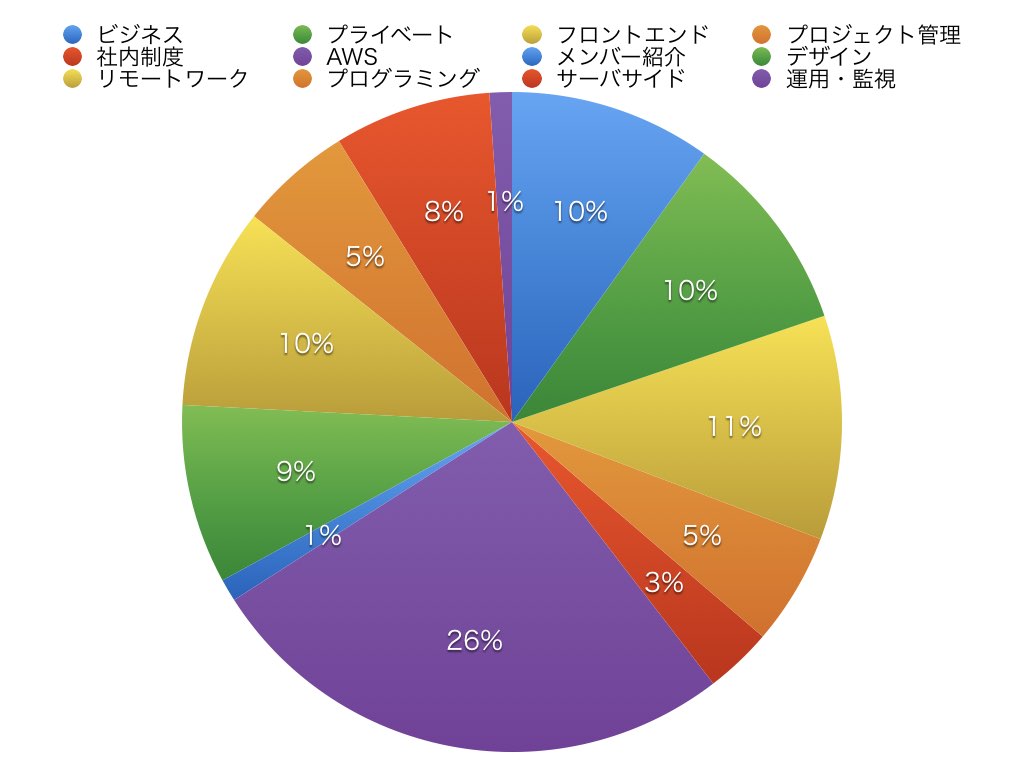 ビジネス
プライベート
フロントエンド
プロジェクト管理
社内制度
AWS
メンバー紹介
デザイン
リモートワーク
プログラミング
サーバサイド
運用・監視
1%
10%
8%
5%
10%
10%
11%
9%
1%
5%
3%
26%